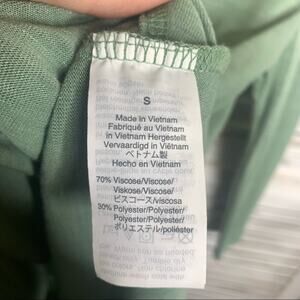 S
Made in Vietnam
Fabriqué au Vietnam
in Vietnam Hergestellt
Vervaardigd in Viëtnam
ベトナム製
Hecho en Vietnam
70% Viscose/Viscose/
Viskose/Viscose/
ビスコース/viscosa
30% Polyester/Polyester/
Polyester/Polyester/
ポリエステル/poliéster